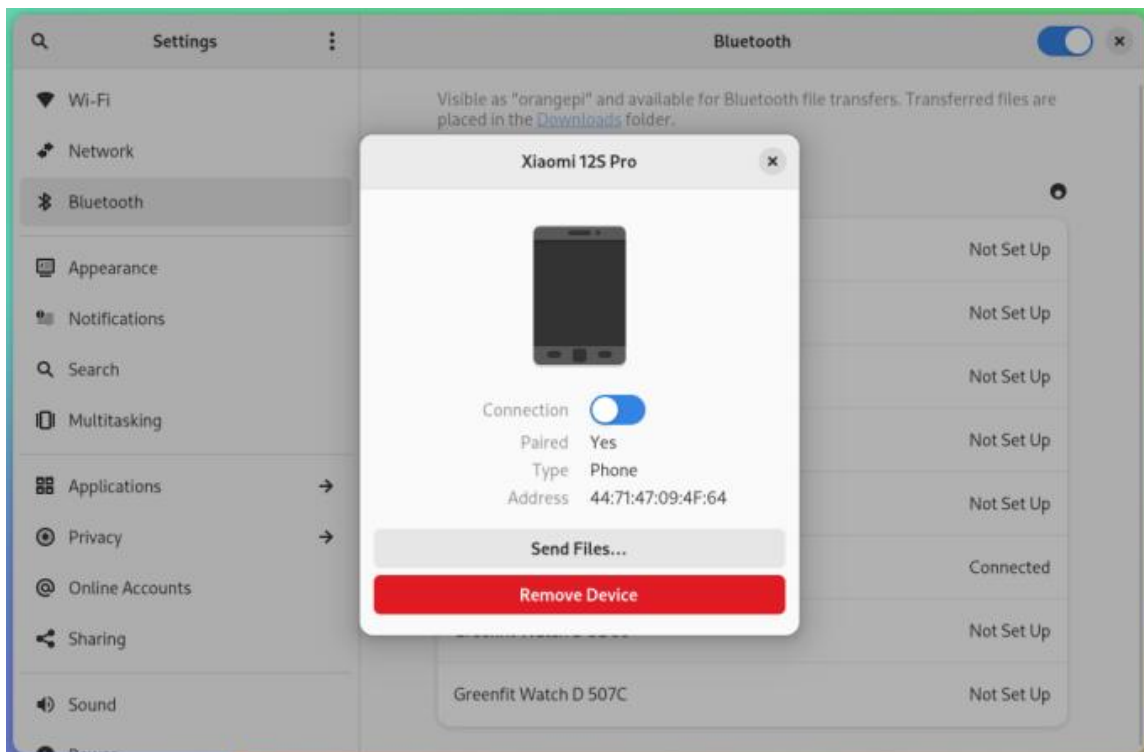 Settings
Bluetooth
Wi-Fi
Network
Bluetooth
Appearance
Notifications
Search
Multitasking
Applications
Privacy
Online Accounts
Sharing
Sound
Visible as "orangepi" and available for Bluetooth file transfers. Transferred files are
placed in the Downloads folder.
Xiaomi 12S Pro
Connection
Paired Yes
Type Phone
Address 44:71:47:09:4F:64
Send Files...
Remove Device
Not Set Up
Not Set Up
Not Set Up
Not Set Up
Not Set Up
Connected
Not Set Up
Greenfit Watch D 507C Not Set Up